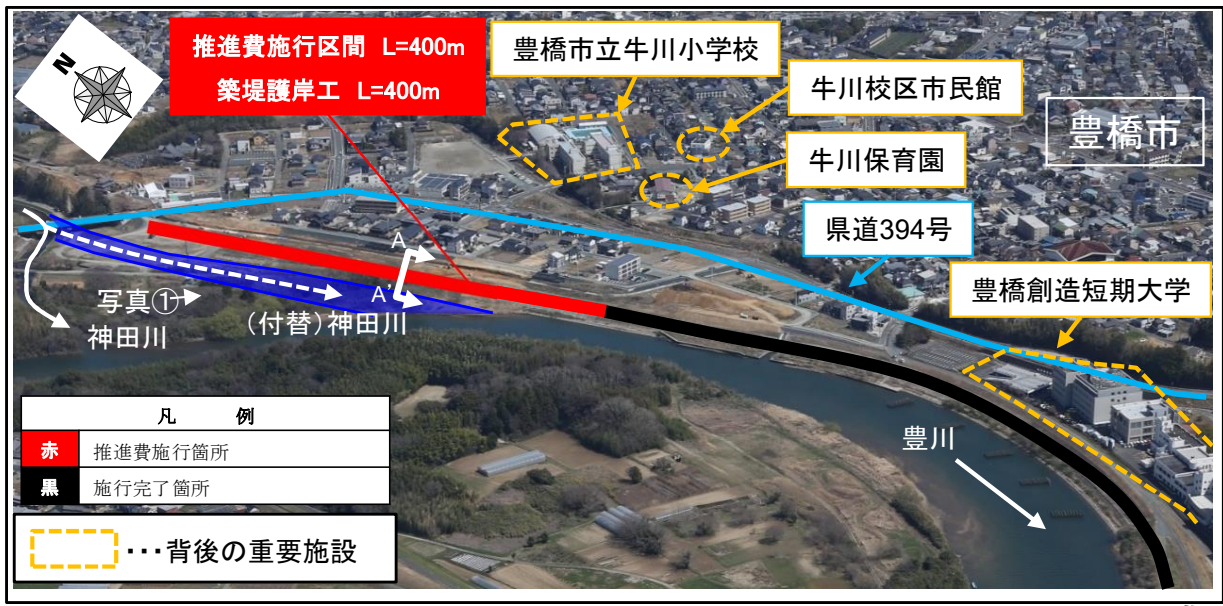 N
推進費施行区間 L=400m
築堤護岸工 L=400m
豊橋市立牛川小学校
牛川校区市民館
豊橋市
牛川保育園
県道394号
豊橋創造短期大学
A
A'
写真①
神田川
(付替)神田川
豊川
凡 例
赤 推進費施行箇所
黒 施行完了箇所
・・・背後の重要施設